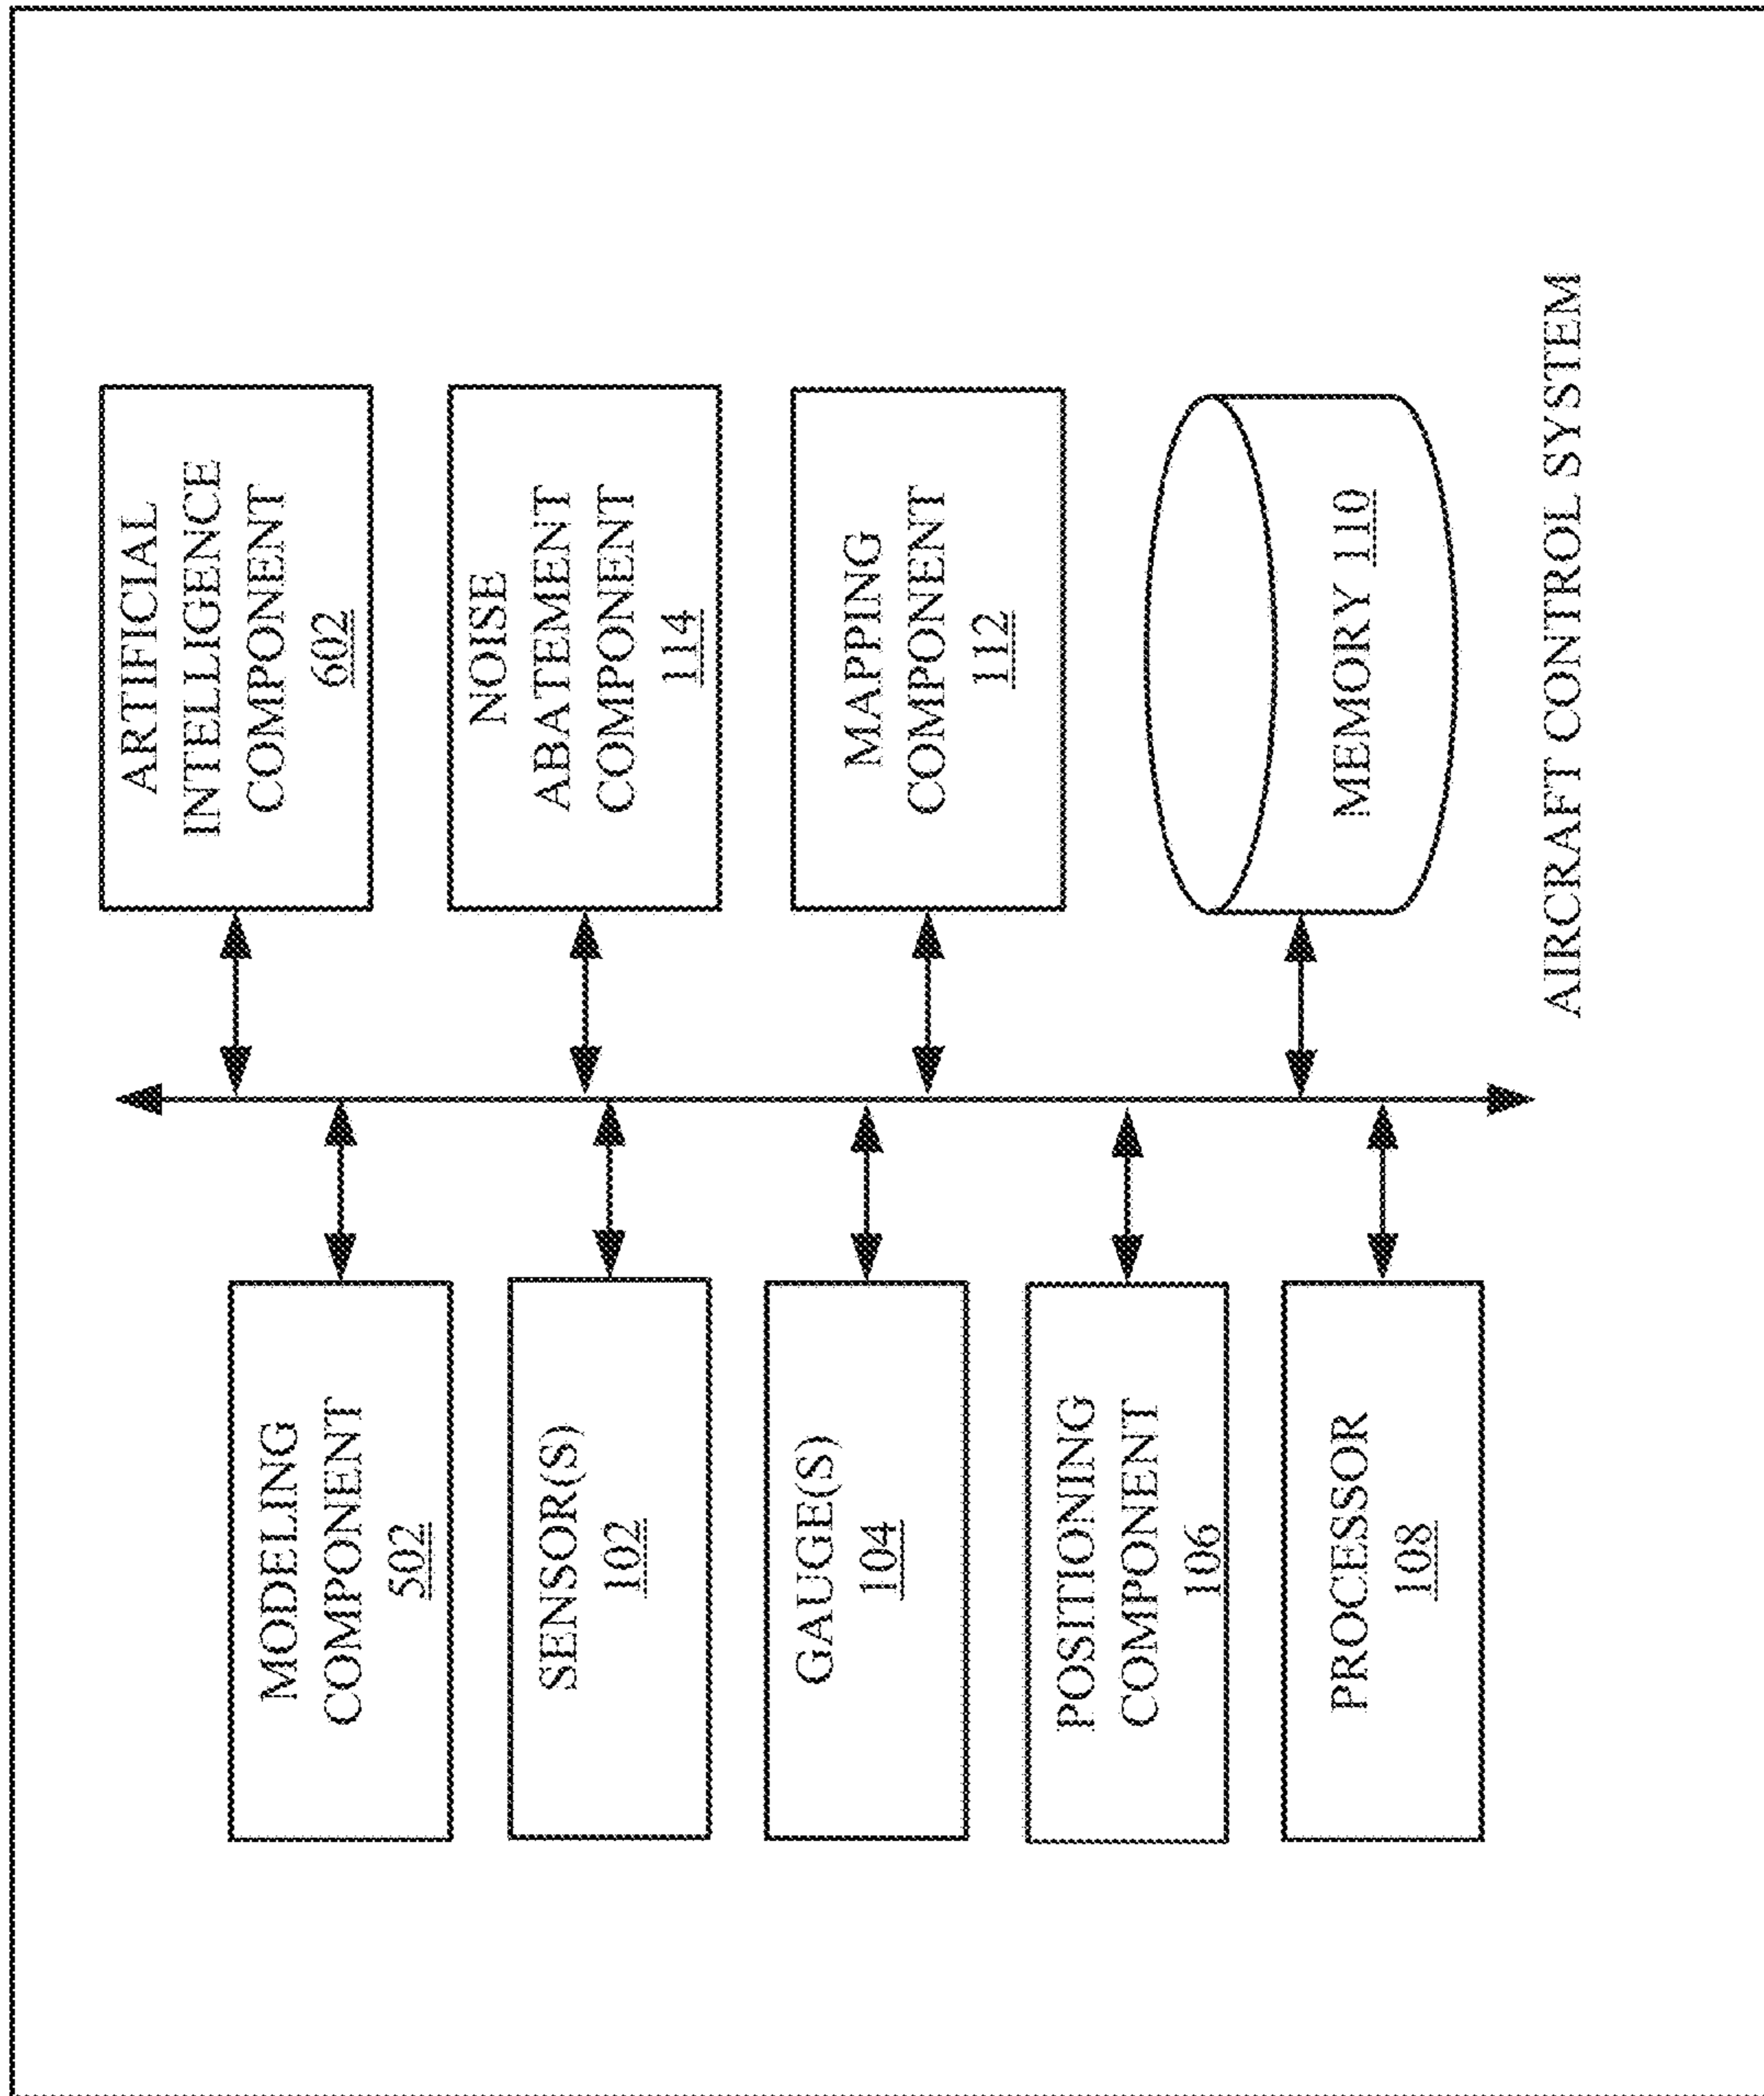 MODELING
COMPONENT
502
SENSOR(S)
102
GAUGE(S)
104
POSITIONING
COMPONENT
106
PROCESSOR
108
ARTIFICIAL
INTELLIGENCE
COMPONENT
602
NOISE
ABATEMENT
COMPONENT
114
MAPPING
COMPONENT
112
MEMORY 110
AIRCRAFT CONTROL SYSTEM